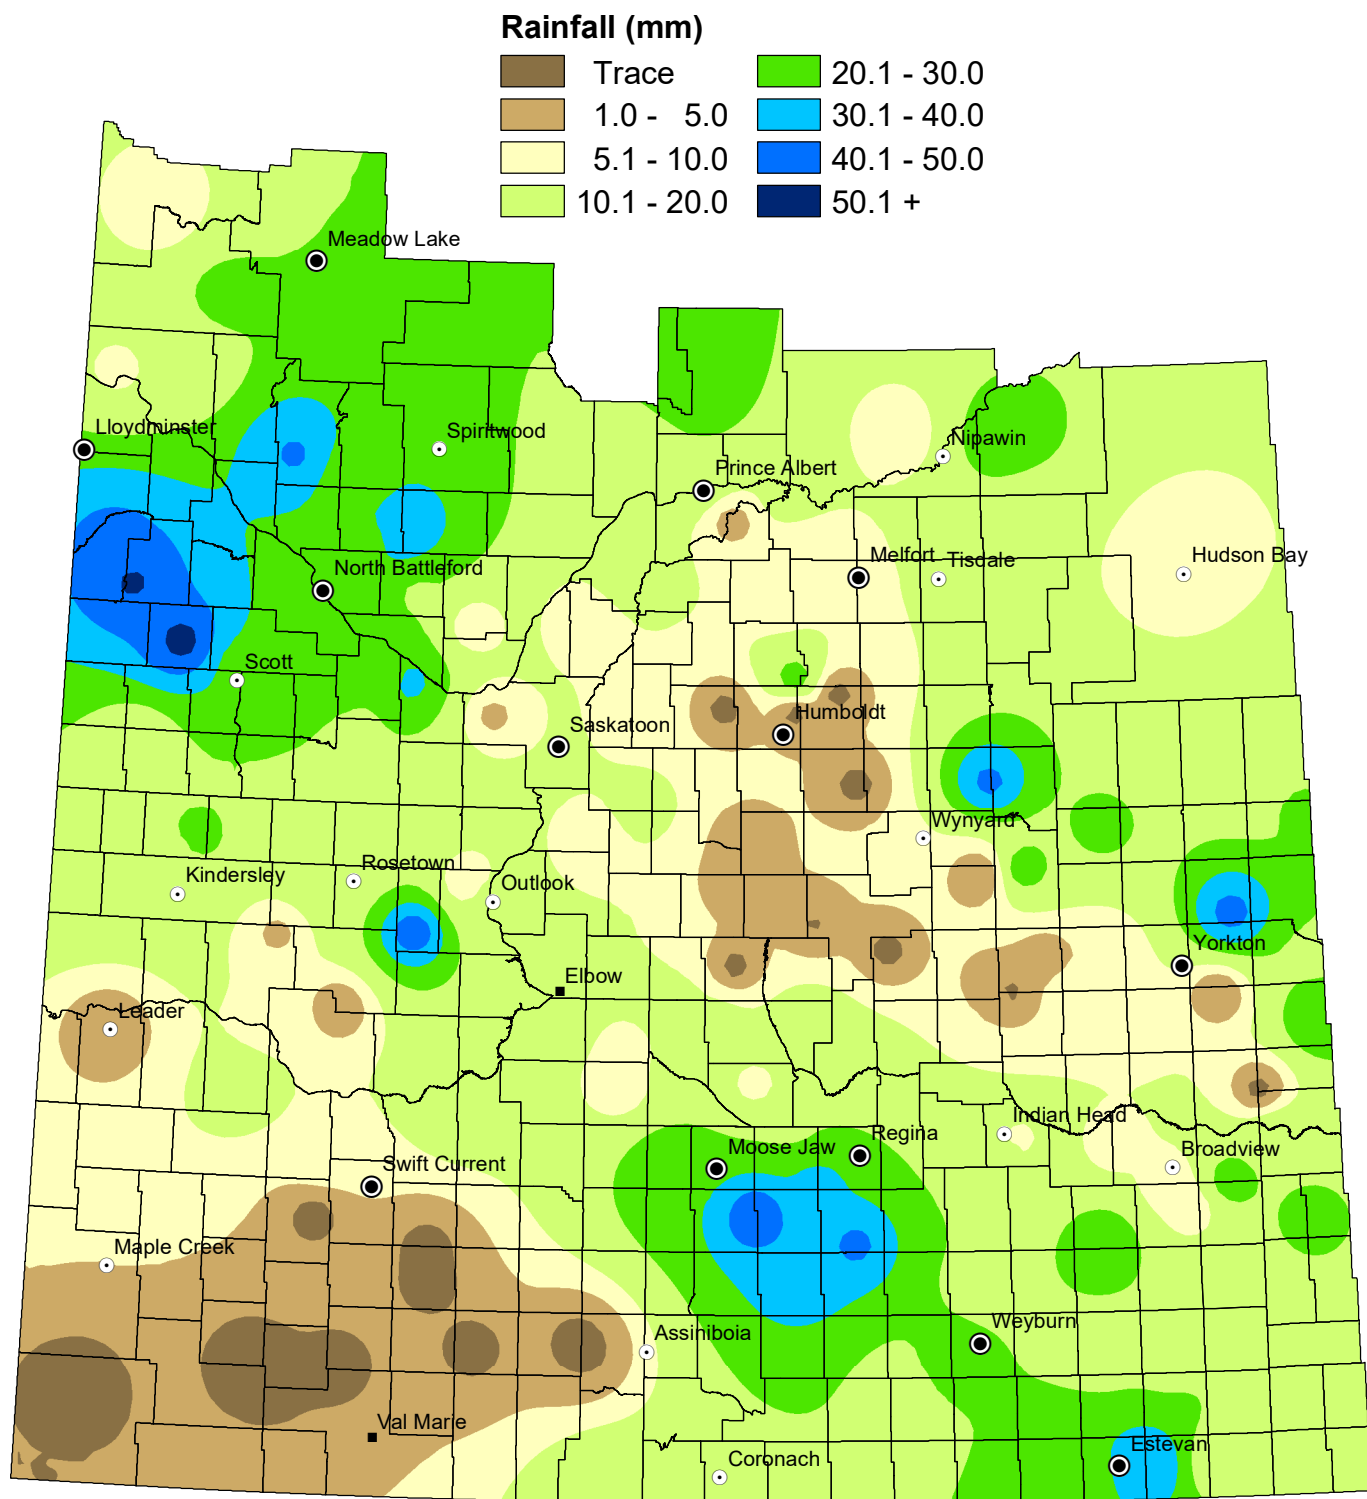 Rainfall (mm)
Trace
20.1 - 30.0
1.0 - 5.0
30.1 - 40.0
5.1 - 10.0
40.1 - 50.0
10.1 - 20.0
50.1 +
Meadow Lake
Lloydminster
Spiritwood
Nipawin
Prince Albert
Melfort
Tisdale
Hudson Bay
North Battleford
Scott
Humboldt
Saskatoon
Wynyard
Rosetown
Kindersley
Outlook
Yorkton
Elbow
Leader
Indian Head
Regina
Moose Jaw
Broadview
Swift Current
Maple Creek
Weyburn
Assiniboia
Val Marie
Estevan
Coronach